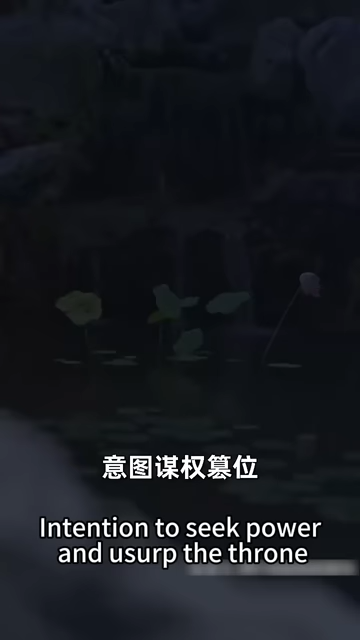 意图谋权篡位
Intention to seek power
and usurp the throne